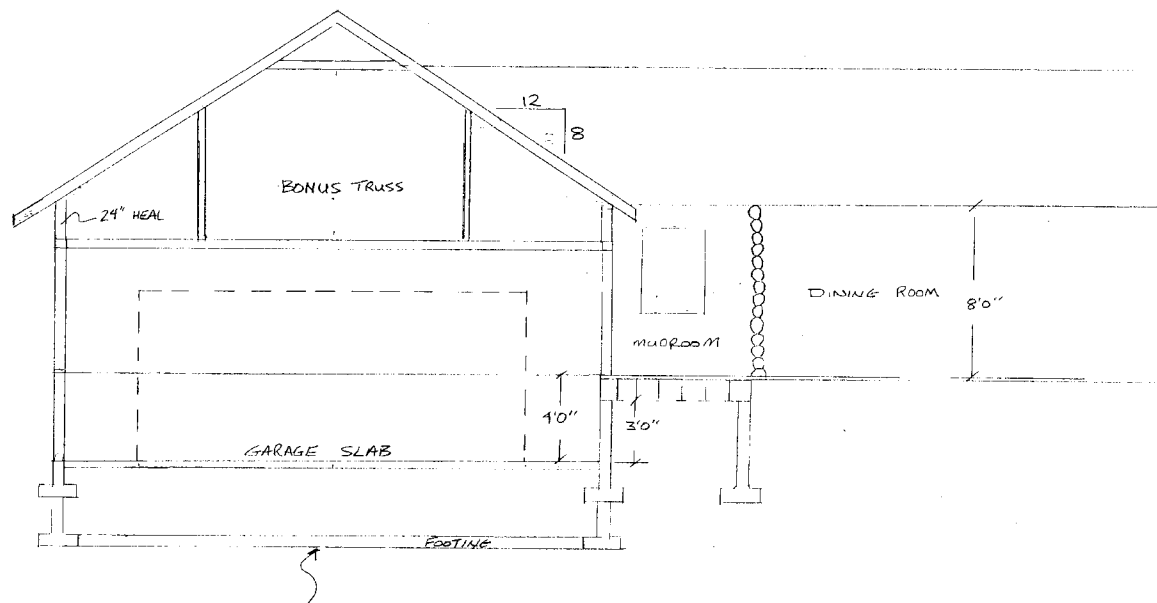 12
8
BONUS TRUSS
24" HEAL
DINING ROOM
8'0"
MUDROOM
4'0"
3'0"
GARAGE SLAB
FOOTING